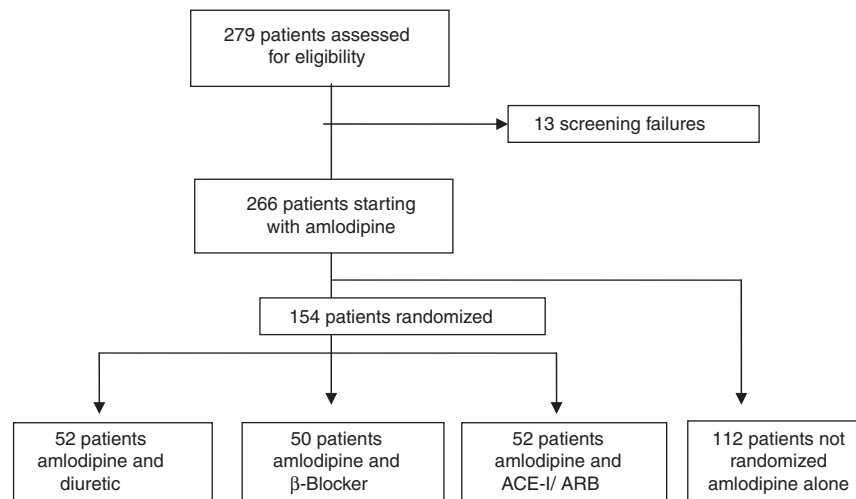 279 patients assessed
for eligibility
13 screening failures
266 patients starting
with amlodipine
154 patients randomized
52 patients
amlodipine and
diuretic
50 patients
amlodipine and
β-Blocker
52 patients
amlodipine and
ACE-I/ ARB
112 patients not
randomized
amlodipine alone